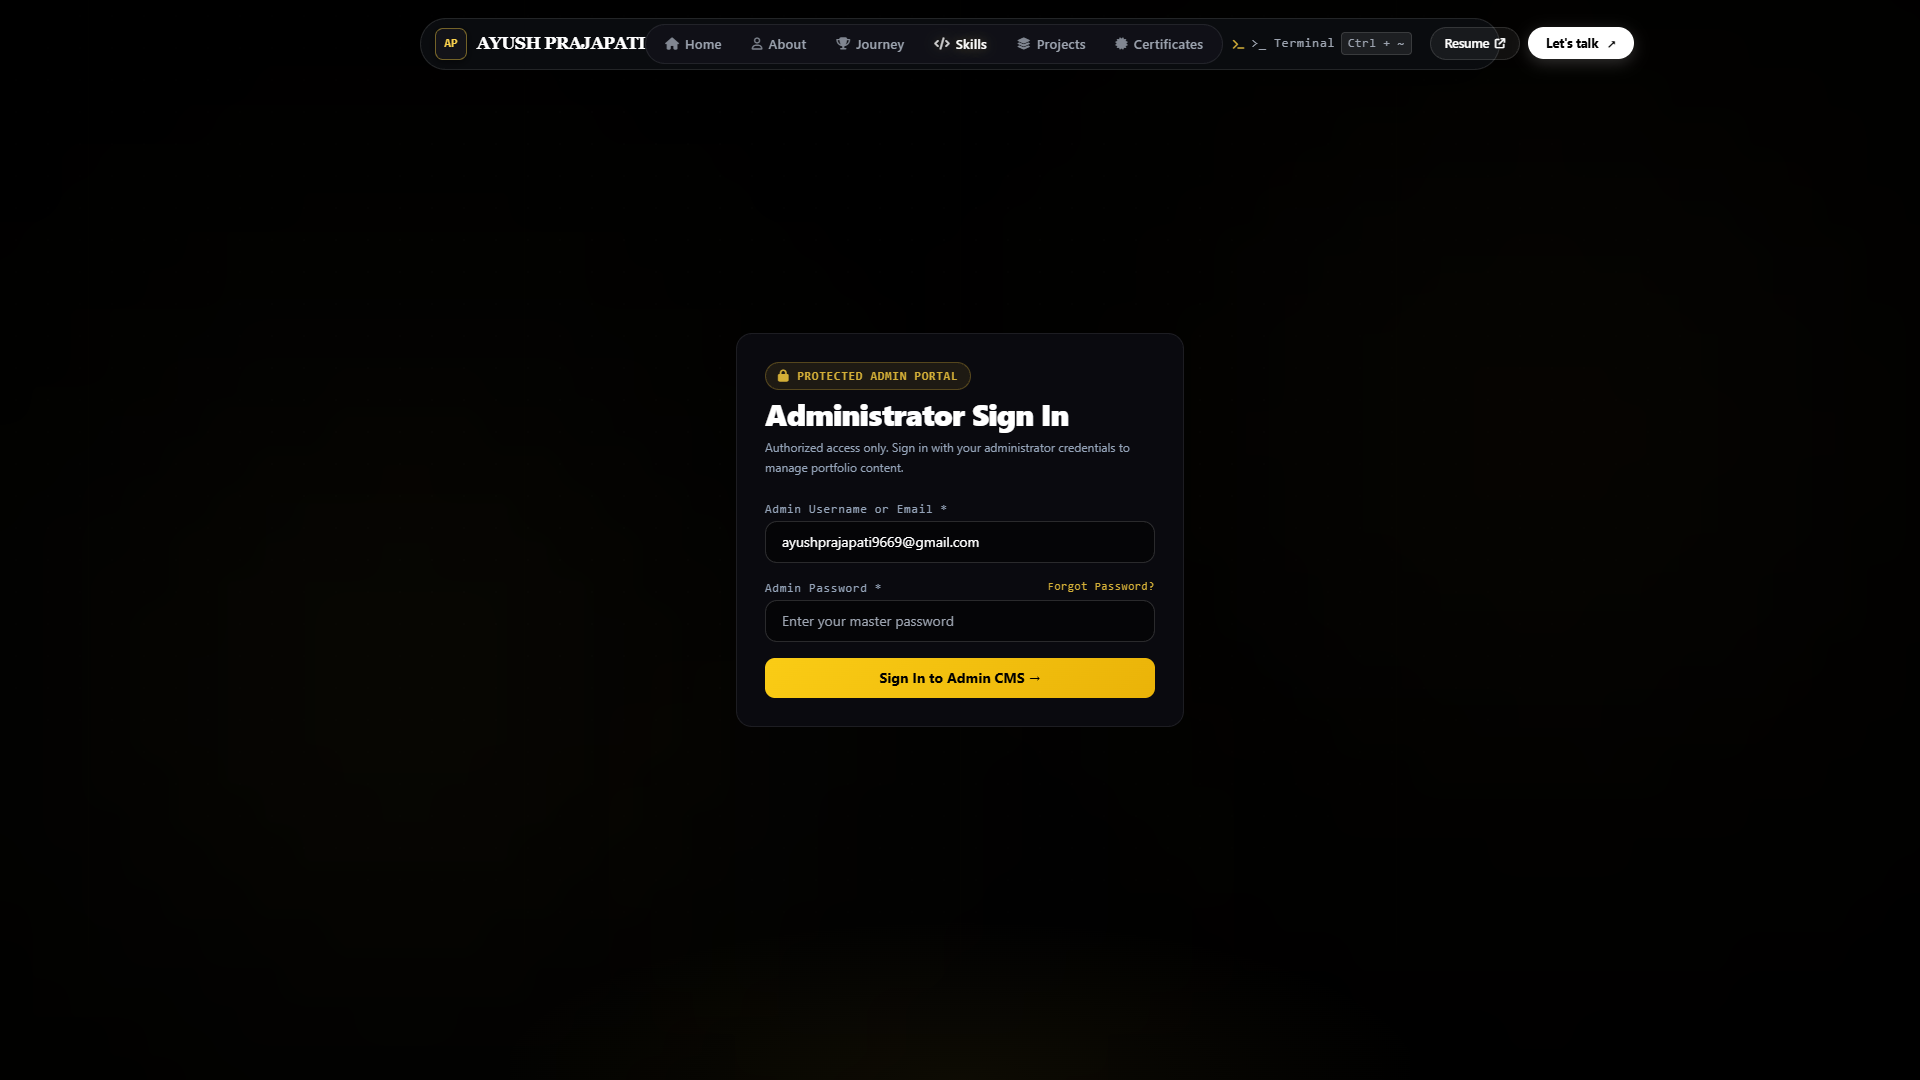 AP AYUSH PRAJAPATI Home About Journey Skills Projects Certificates >_ Terminal Ctrl + ~ Resume Let's talk ↗
PROTECTED ADMIN PORTAL
Administrator Sign In
Authorized access only. Sign in with your administrator credentials to
manage portfolio content.
Admin Username or Email *
ayushprajapati9669@gmail.com
Admin Password * Forgot Password?
Enter your master password
Sign In to Admin CMS →